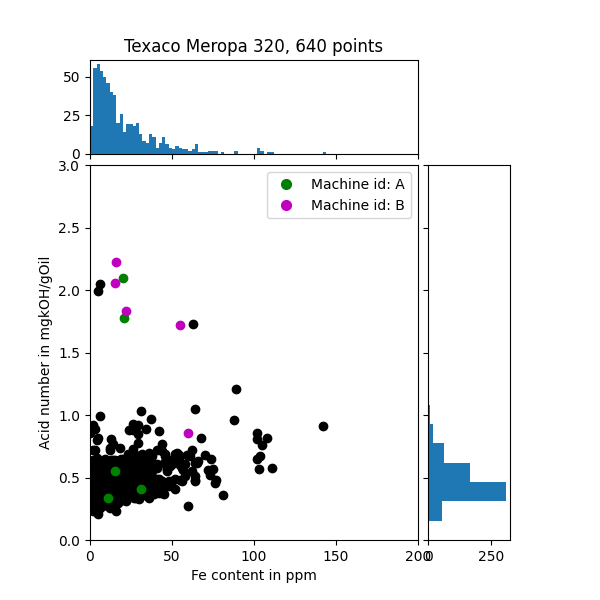 Texaco Meropa 320, 640 points
50
25
0
3.0
2.5
2.0
1.5
1.0
0.5
0.0
Acid number in mgkOH/gOil
Machine id: A
Machine id: B
0 50 100 150 200
Fe content in ppm
0 250